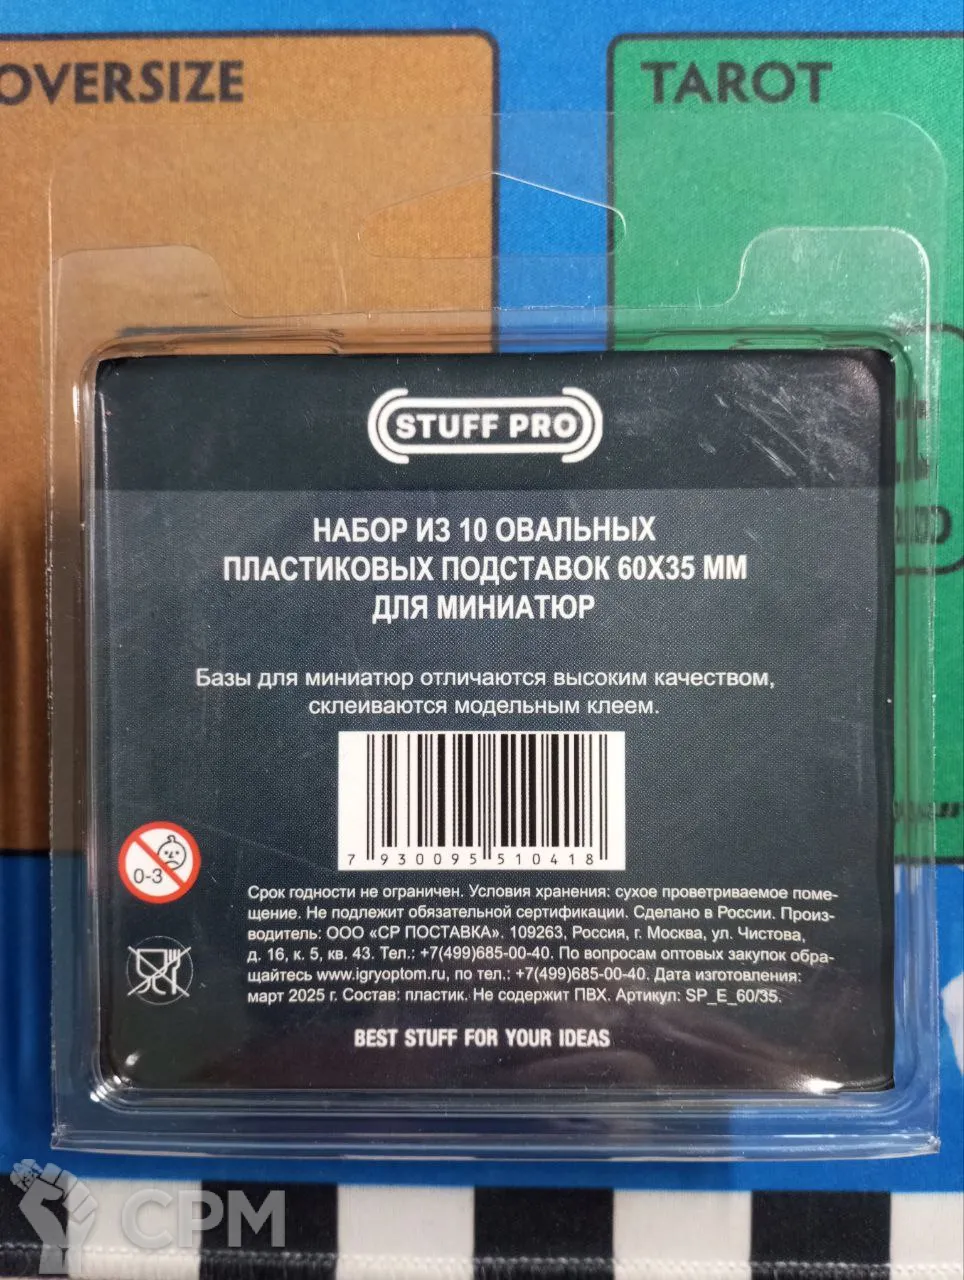 OVERSIZE
TAROT
STUFF PRO
НАБОР ИЗ 10 ОВАЛЬНЫХ
ПЛАСТИКОВЫХ ПОДСТАВОК 60X35 ММ
ДЛЯ МИНИАТЮР
Базы для миниатюр отличаются высоким качеством,
склеиваются модельным клеем.
7 930095 510418
0-3
Срок годности не ограничен. Условия хранения: сухое проветриваемое поме-
щение. Не подлежит обязательной сертификации. Сделано в России. Произ-
водитель: ООО «СР ПОСТАВКА». 109263, Россия, г. Москва, ул. Чистова,
д. 16, к. 5, кв. 43. Тел.: +7(499)685-00-40. По вопросам оптовых закупок обра-
щайтесь www.igryoptom.ru, по тел.: +7(499)685-00-40. Дата изготовления:
март 2025 г. Состав: пластик. Не содержит ПВХ. Артикул: SP_E_60/35.
BEST STUFF FOR YOUR IDEAS
СРМ